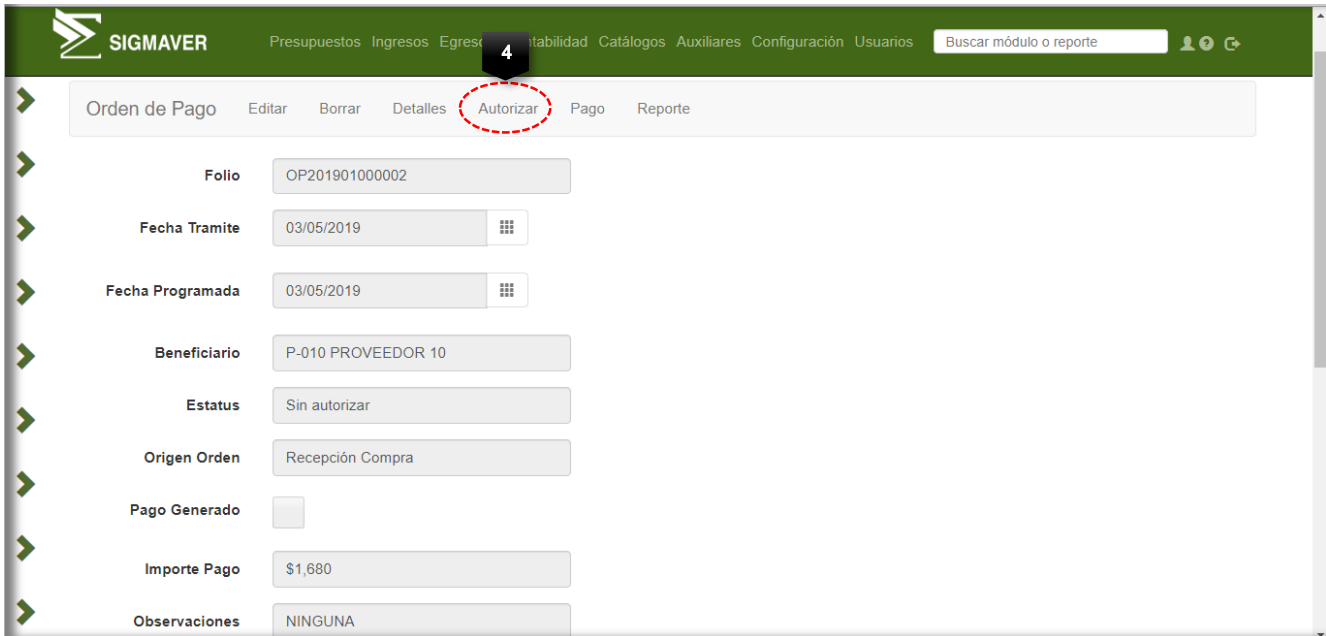 SIGMAVER
Presupuestos Ingresos Egresos tabilidad Catálogos Auxiliares Configuración Usuarios Buscar módulo o reporte
4
Orden de Pago Editar Borrar Detalles Autorizar Pago Reporte
Folio OP201901000002
Fecha Tramite 03/05/2019
Fecha Programada 03/05/2019
Beneficiario P-010 PROVEEDOR 10
Estatus Sin autorizar
Origen Orden Recepción Compra
Pago Generado
Importe Pago $1,680
Observaciones NINGUNA